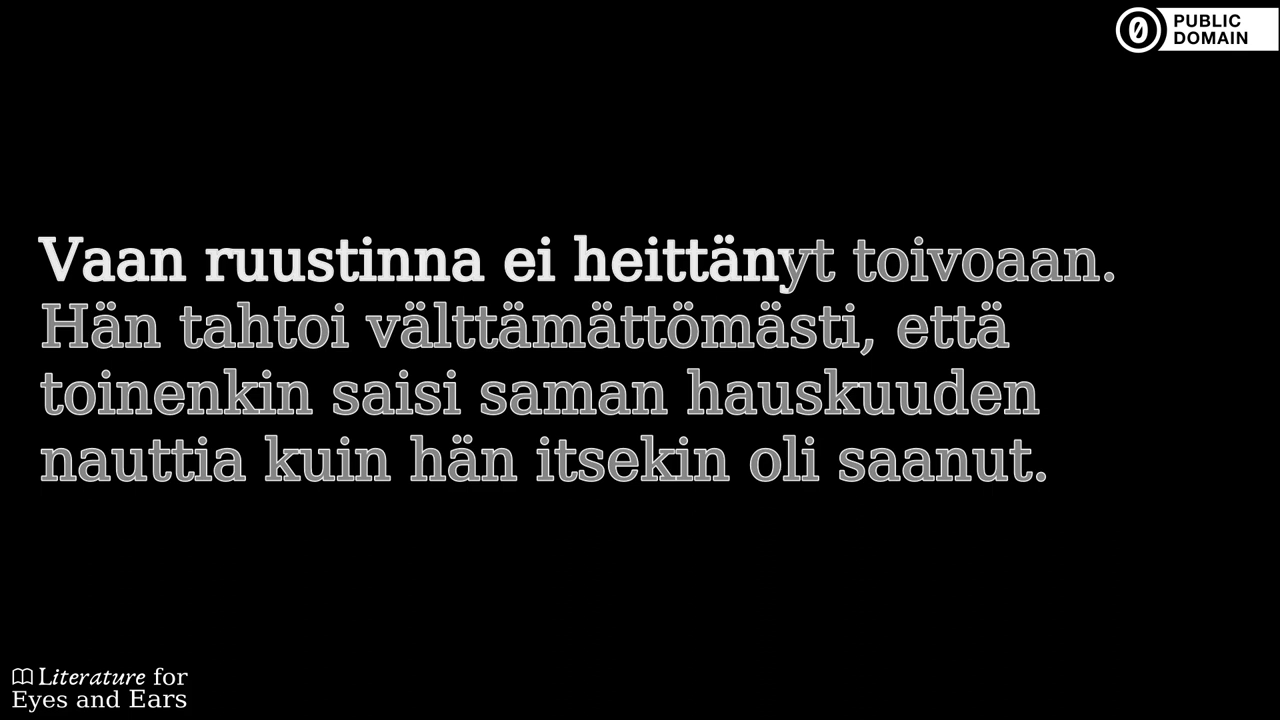 PUBLIC
DOMAIN
Vaan ruustinna ei heittänyt toivoaan.
Hän tahtoi välttämättömästi, että
toinenkin saisi saman hauskuuden
nauttia kuin hän itsekin oli saanut.
Literature for
Eyes and Ears